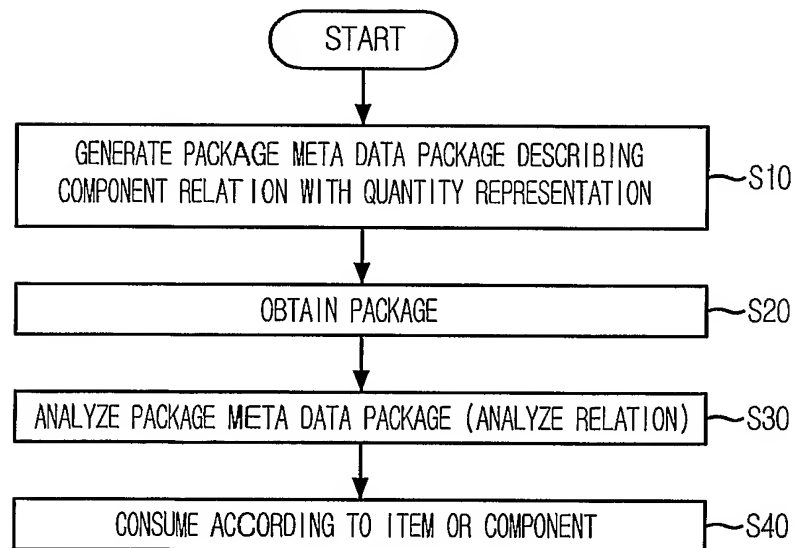 START
GENERATE PACKAGE META DATA PACKAGE DESCRIBING
COMPONENT RELATION WITH QUANTITY REPRESENTATION
S10
OBTAIN PACKAGE
S20
ANALYZE PACKAGE META DATA PACKAGE (ANALYZE RELATION)
S30
CONSUME ACCORDING TO ITEM OR COMPONENT
S40